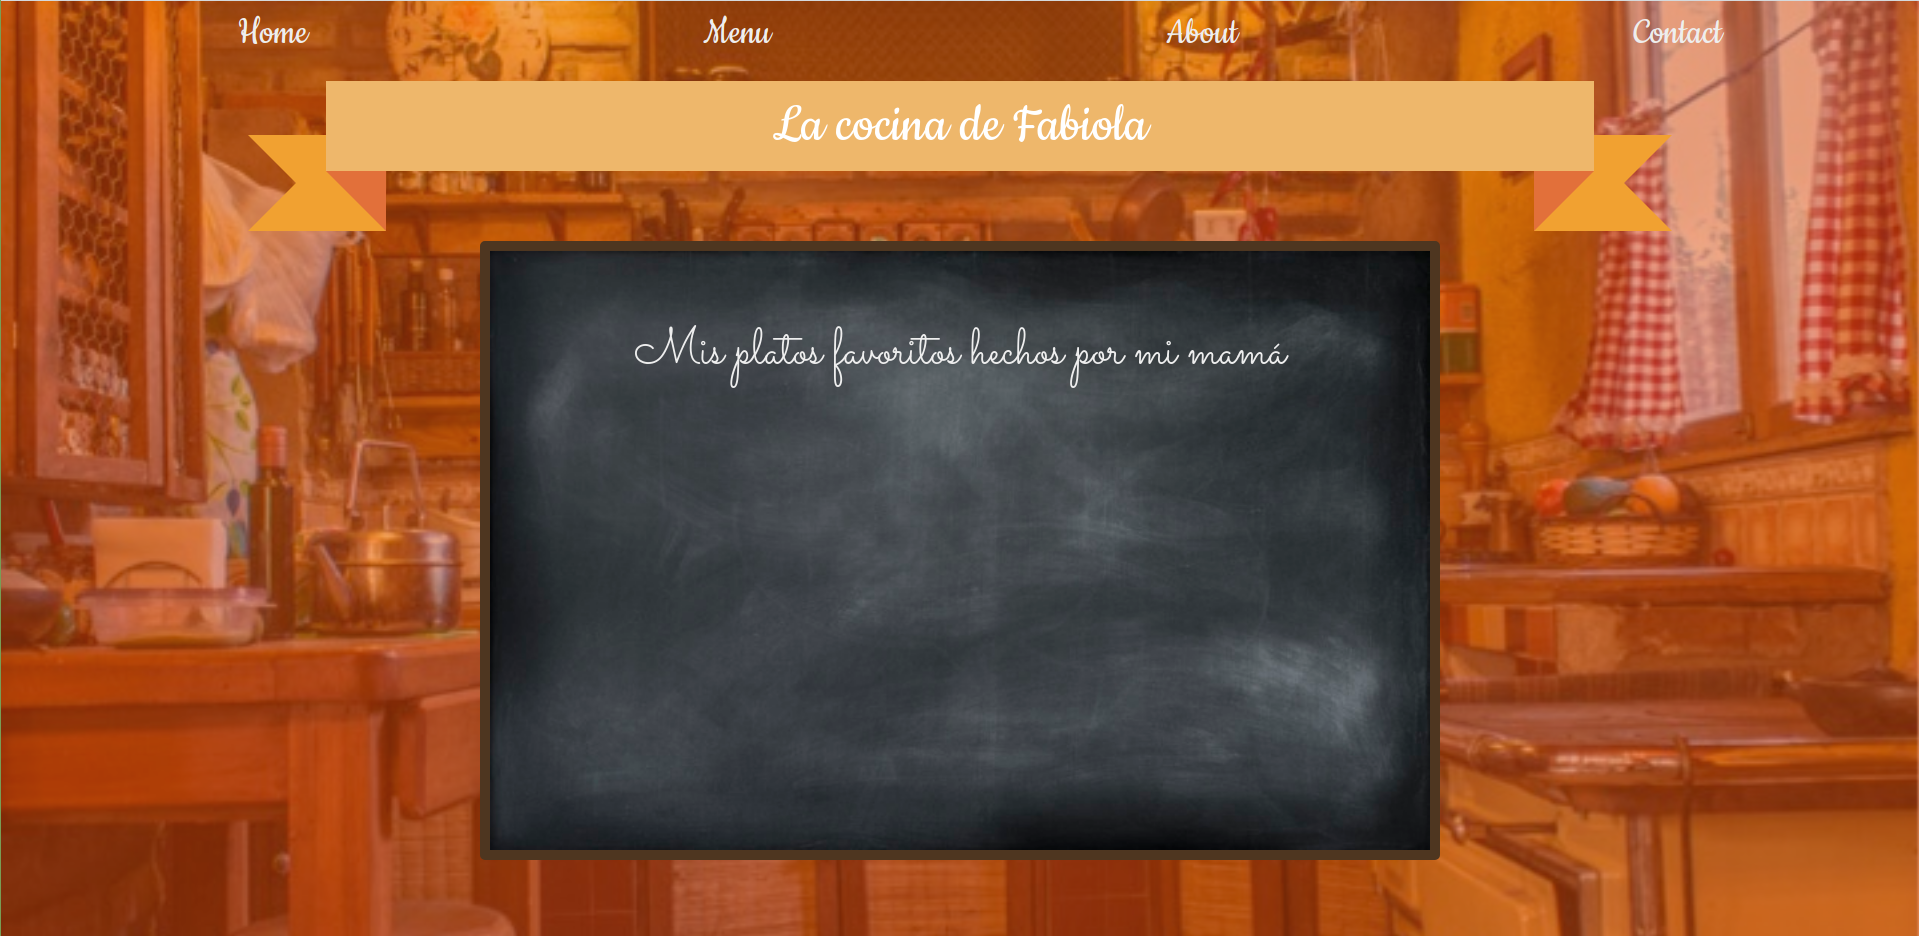 Home Menu About Contact
La cocina de Fabiola
Mis platos favoritos hechos por mi mamá